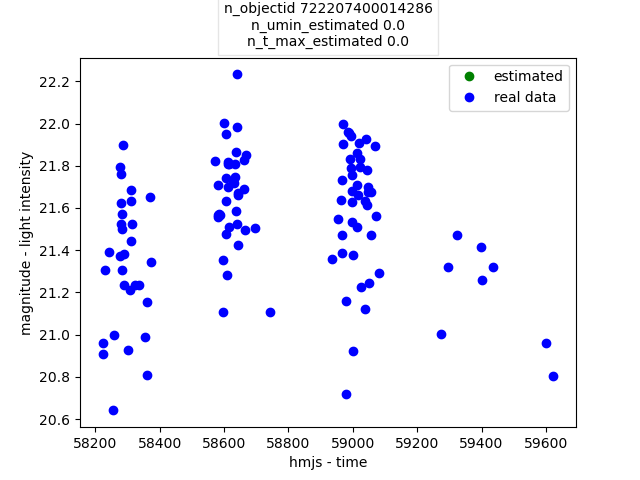 n_objectid 722207400014286
n_umin_estimated 0.0
n_t_max_estimated 0.0
estimated
real data
magnitude - light intensity
22.2
22.0
21.8
21.6
21.4
21.2
21.0
20.8
20.6
58200 58400 58600 58800 59000 59200 59400 59600
hmjs - time